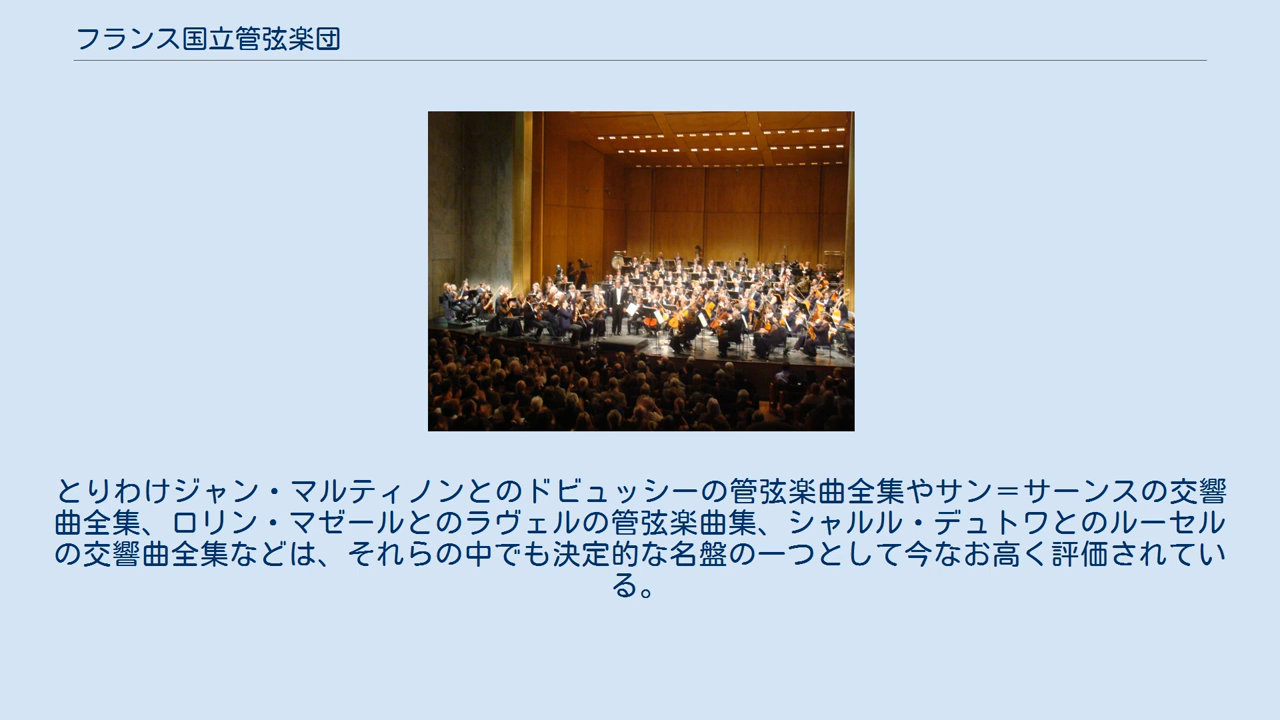 フランス国立管弦楽団
とりわけジャン・マルティノンとのドビュッシーの管弦楽曲全集やサン＝サーンスの交響
曲全集、ロリン・マゼールとのラヴェルの管弦楽曲集、シャルル・デュトワとのルーセル
の交響曲全集などは、それらの中でも決定的な名盤の一つとして今なお高く評価されてい
る。